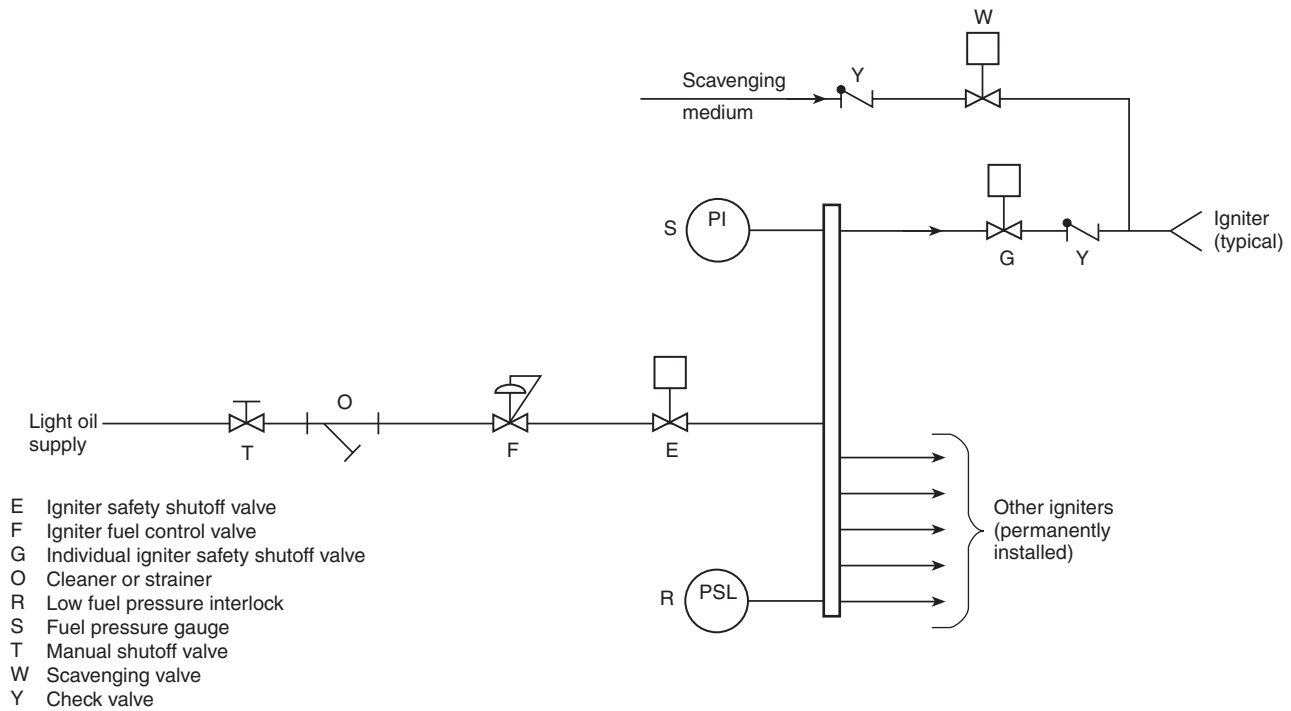 W
Scavenging
medium
Y
S
PI
G
Y
Igniter
(typical)
Light oil
supply
T
O
F
E
Other igniters
(permanently
installed)
R
PSL
E Igniter safety shutoff valve
F Igniter fuel control valve
G Individual igniter safety shutoff valve
O Cleaner or strainer
R Low fuel pressure interlock
S Fuel pressure gauge
T Manual shutoff valve
W Scavenging valve
Y Check valve